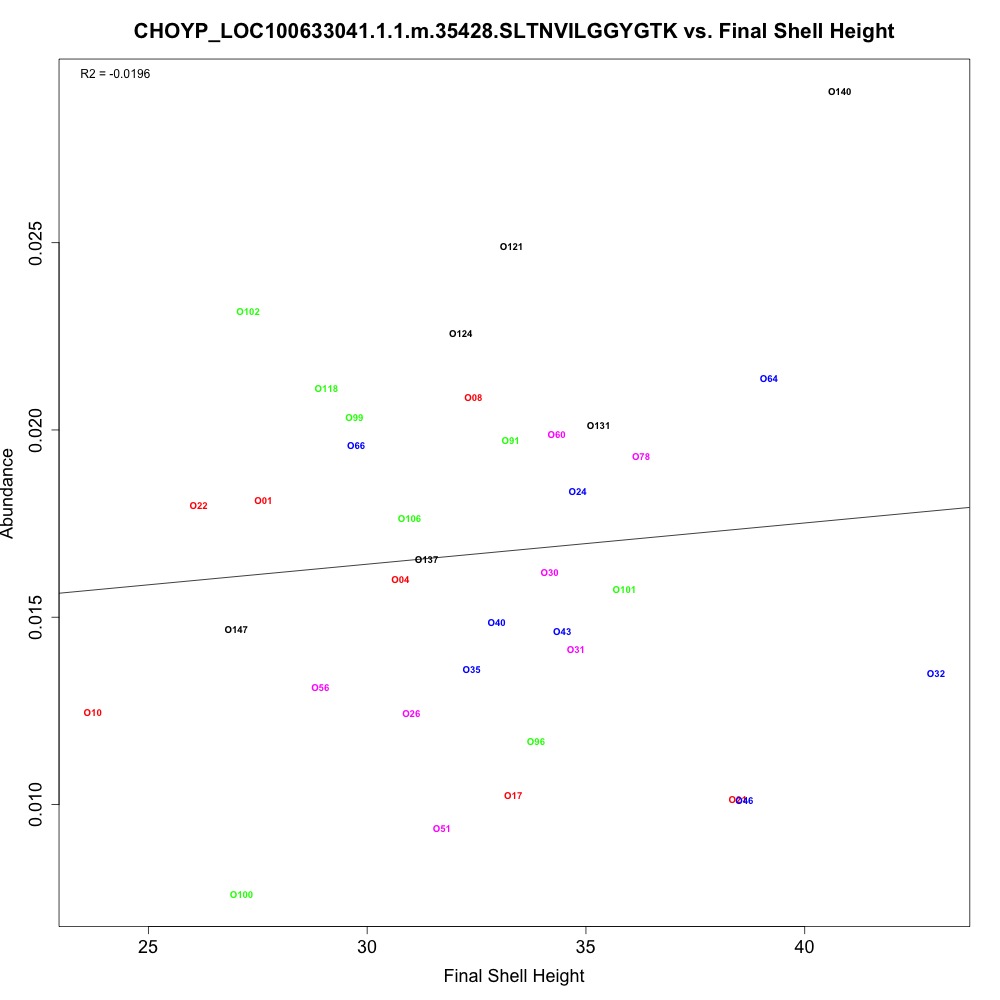 CHOYP_LOC100633041.1.1.m.35428.SLTNVILGGYGTK vs. Final Shell Height
R2 = -0.0196
O140
0.025
O121
O102
O124
O64
O118
O08
0.020
O99
O131
O60
O91
O66
O78
O24
O01
O22
O106
Abundance
O137
O30
O04
O101
0.015
O40
O147
O43
O31
O35
O32
O56
O10
O26
O96
0.010
O17
O46
O51
O100
25 30 35 40
Final Shell Height